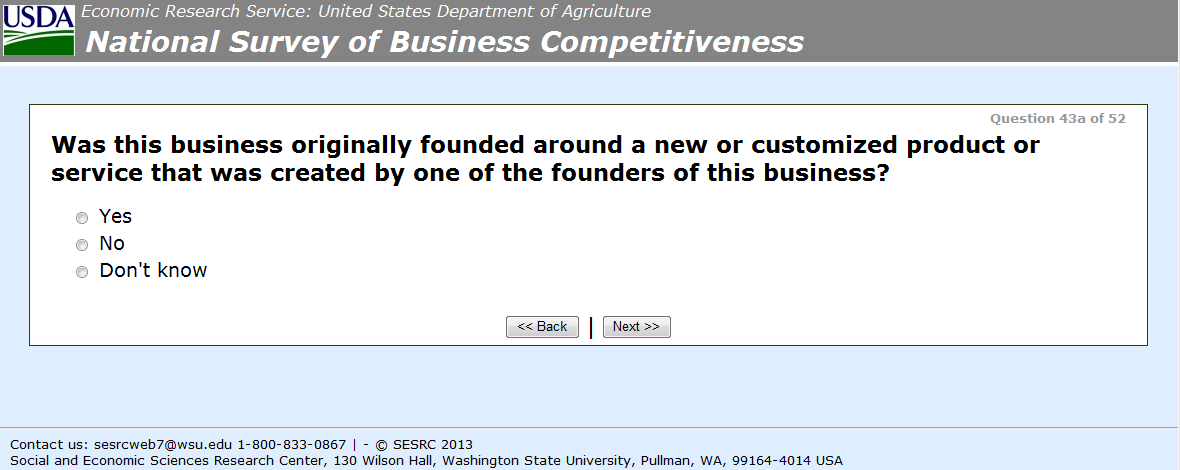 USDA
Economic Research Service: United States Department of Agriculture
National Survey of Business Competitiveness
Question 43a of 52
Was this business originally founded around a new or customized product or
service that was created by one of the founders of this business?
Yes
No
Don't know
<< Back | Next >>
Contact us: sesrcweb7@wsu.edu 1-800-833-0867 | - © SESRC 2013
Social and Economic Sciences Research Center, 130 Wilson Hall, Washington State University, Pullman, WA, 99164-4014 USA